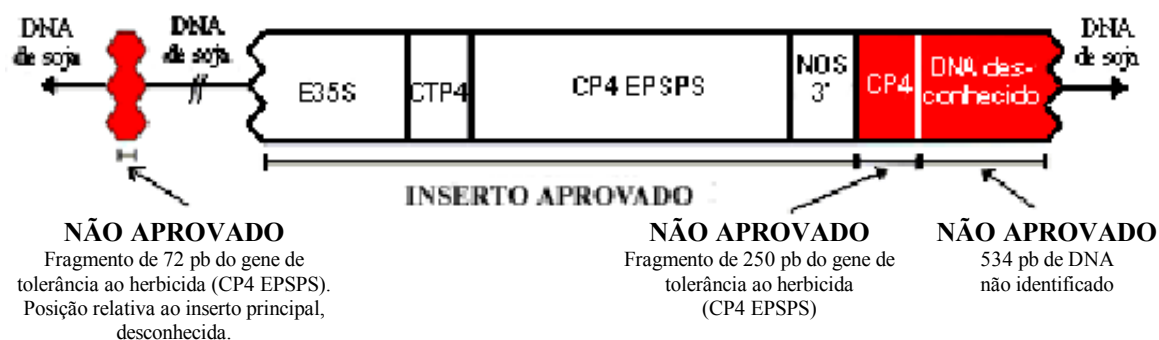 DNA
de soja
DNA
de soja
E35S
CTP4
CP4 EPSPS
NOS
3'
CP4
DNA des-
conhecido
DNA
de soja
INSERTO APROVADO
NÃO APROVADO
Fragmento de 72 pb do gene de
tolerância ao herbicida (CP4 EPSPS).
Posição relativa ao inserto principal,
desconhecida.
NÃO APROVADO
Fragmento de 250 pb do gene de
tolerância ao herbicida
(CP4 EPSPS)
NÃO APROVADO
534 pb de DNA
não identificado